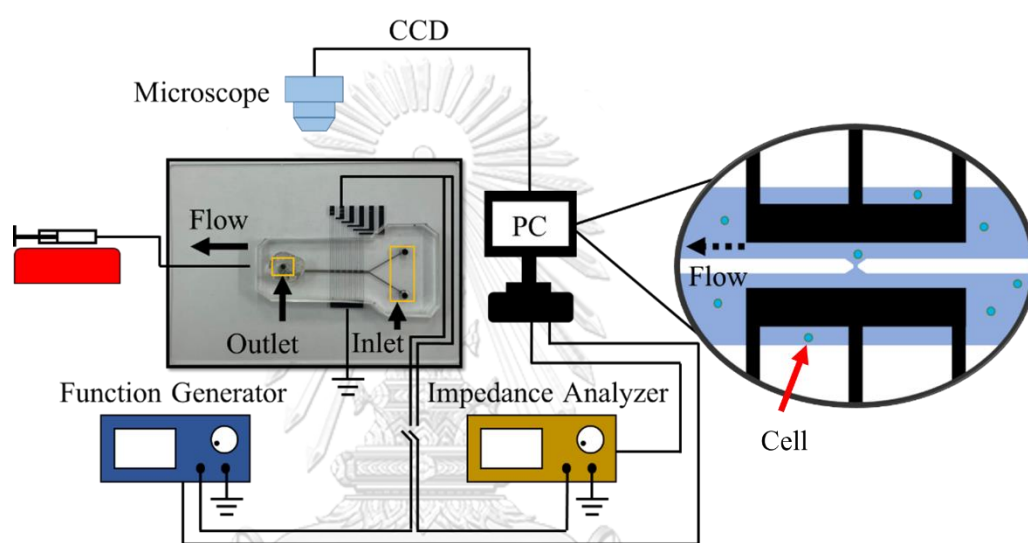 CCD
Microscope
PC
Flow
Flow
Outlet
Inlet
Function Generator
Impedance Analyzer
Cell